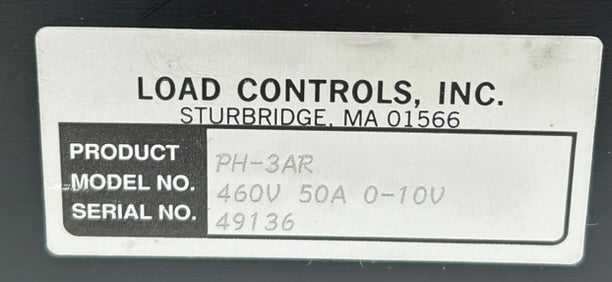 LOAD CONTROLS, INC.
STURBRIDGE, MA 01566
PRODUCT PH-3AR
MODEL NO. 460V 50A 0-10V
SERIAL NO. 49136